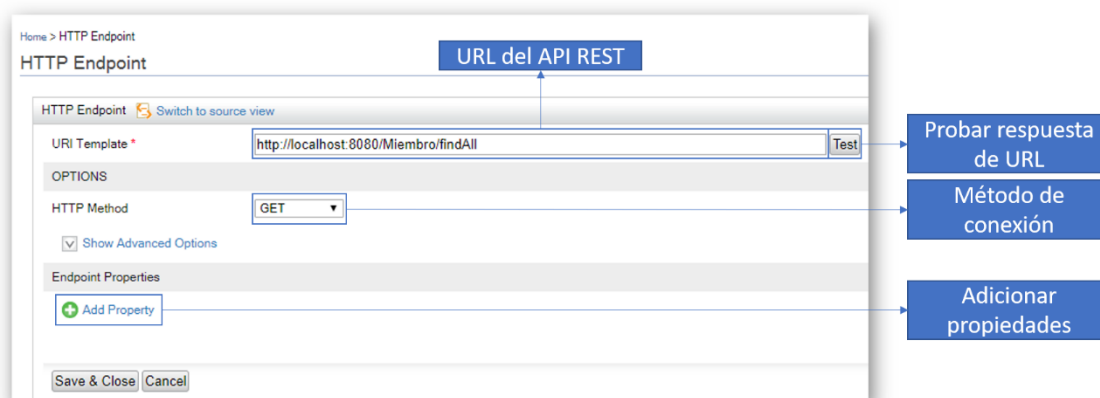 Home > HTTP Endpoint
HTTP Endpoint
URL del API REST
HTTP Endpoint Switch to source view
URI Template *
http://localhost:8080/Miembro/findAll
Test
Probar respuesta
de URL
OPTIONS
HTTP Method
GET
Método de
conexión
Show Advanced Options
Endpoint Properties
Add Property
Adicionar
propiedades
Save & Close Cancel